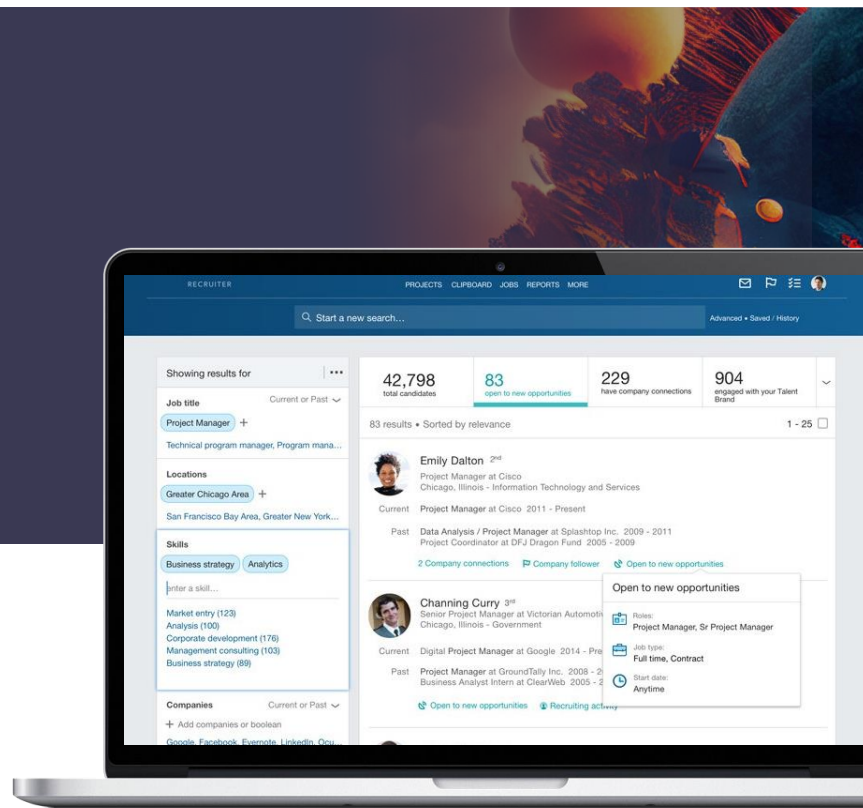 RECRUITER
PROJECTS CLIPBOARD JOBS REPORTS MORE
Start a new search...
Advanced • Saved / History
Showing results for
Job title
Current or Past
Project Manager +
Technical program manager, Program mana...
Locations
Greater Chicago Area +
San Francisco Bay Area, Greater New York...
Skills
Business strategy Analytics
enter a skill...
Market entry (123)
Analysis (100)
Corporate development (176)
Management consulting (103)
Business strategy (89)
Companies
Current or Past
+ Add companies or boolean
Google, Facebook, Evernote, LinkedIn, Ocu...
42,798
total candidates
83
open to new opportunities
229
have company connections
904
engaged with your Talent
Brand
83 results • Sorted by relevance
1 - 25
Emily Dalton 2nd
Project Manager at Cisco
Chicago, Illinois - Information Technology and Services
Current Project Manager at Cisco 2011 - Present
Past Data Analysis / Project Manager at Splashtop Inc. 2009 - 2011
Project Coordinator at DFJ Dragon Fund 2005 - 2009
2 Company connections Company follower Open to new opportunities
Channing Curry 3rd
Senior Project Manager at Victorian
Chicago, Illinois - Government
Current Digital Project Manager at Google 2014 -
Past Project Manager at GroundTally Inc. 2008 -
Business Analyst Intern at ClearWeb 2005 -
Open to new opportunities Recruiting activity
Open to new opportunities
Roles:
Project Manager, Sr Project Manager
Job type:
Full time, Contract
Start date:
Anytime